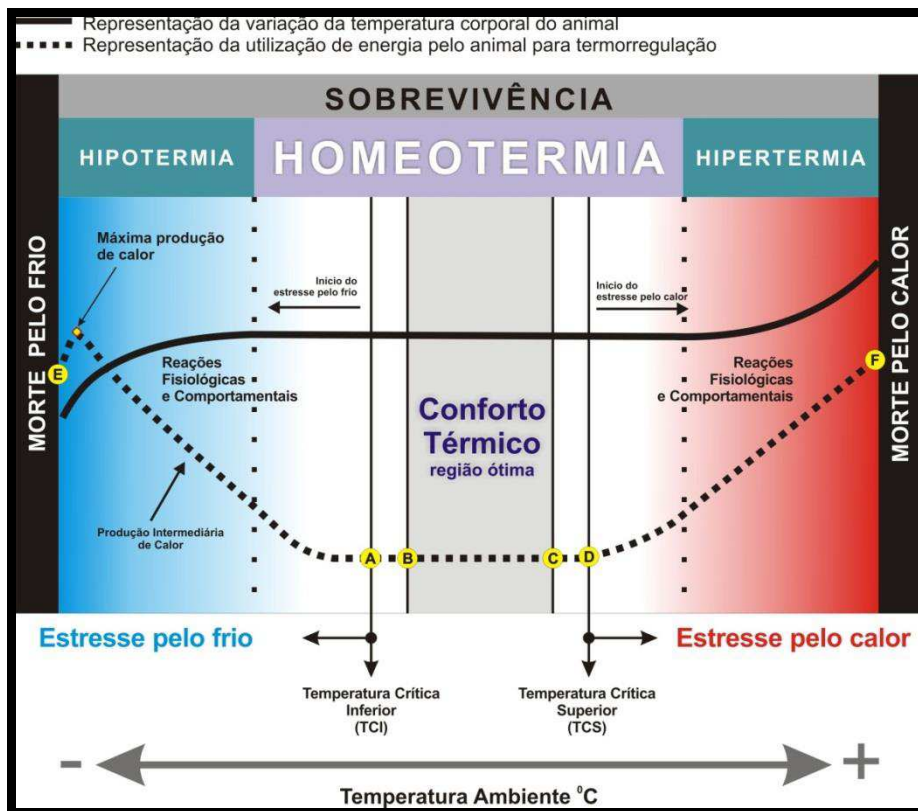 Representação da variação da temperatura corporal do animal
Representação da utilização de energia pelo animal para termorregulação
SOBREVIVÊNCIA
HIPOTERMIA
HOMEOTERMIA
HIPERTERMIA
MORTE PELO FRIO
MORTE PELO CALOR
Máxima produção
de calor
Início do
estresse pelo frio
Início do
estresse pelo calor
E
F
Reações
Fisiológicas
e Comportamentais
Reações
Fisiológicas
e Comportamentais
Conforto
Térmico
região ótima
Produção Intermediária
de Calor
A
B
C
D
Estresse pelo frio
Estresse pelo calor
Temperatura Crítica
Inferior
(TCI)
Temperatura Crítica
Superior
(TCS)
- +
Temperatura Ambiente ºC